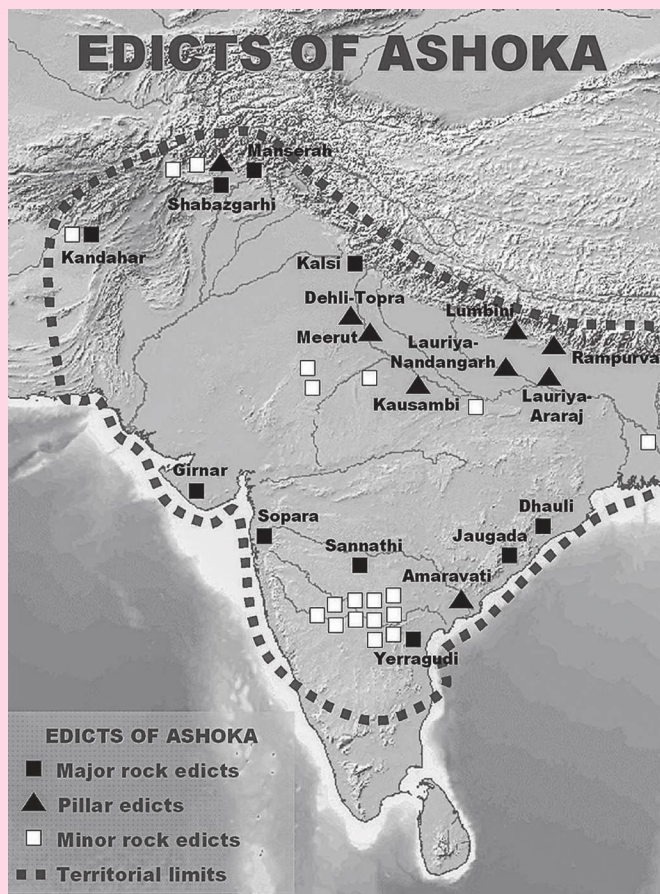 EDICTS OF ASHOKA
Manserah
Shabazgarhi
Kandahar
Kalsi
Dehli-Topra
Lumbini
Meerut
Lauriya-
Nandangarh
Rampurva
Kausambi
Lauriya-
Araraj
Girnar
Sopara
Dhauli
Sannathi
Jaugada
Amaravati
Yerragudi
EDICTS OF ASHOKA
Major rock edicts
Pillar edicts
Minor rock edicts
Territorial limits